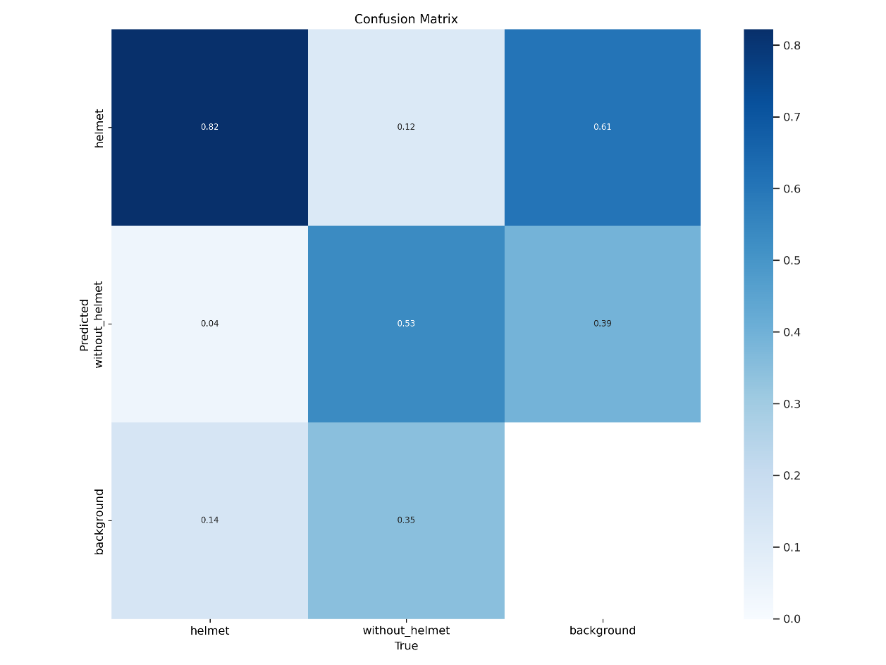 Confusion Matrix
helmet
0.82
0.12
0.61
Predicted
without_helmet
0.04
0.53
0.39
background
0.14
0.35
helmet
without_helmet
background
True
0.8
0.7
0.6
0.5
0.4
0.3
0.2
0.1
0.0